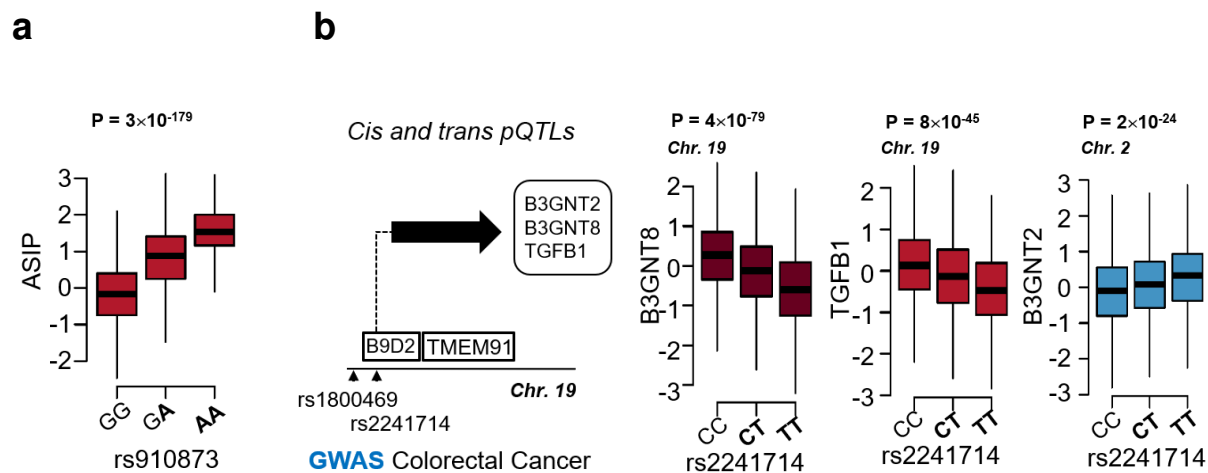 a
P = 3×10-179
ASIP
3
2
1
0
-1
-2
GG
GA
AA
rs910873
b
Cis and trans pQTLs
B3GNT2
B3GNT8
TGFB1
B9D2
TMEM91
Chr. 19
rs1800469
rs2241714
GWAS Colorectal Cancer
P = 4×10-79
Chr. 19
B3GNT8
2
1
0
-1
-2
-3
CC
CT
TT
rs2241714
P = 8×10-45
Chr. 19
TGFB1
2
1
0
-1
-2
-3
CC
CT
TT
rs2241714
P = 2×10-24
Chr. 2
B3GNT2
3
2
1
0
-1
-2
-3
CC
CT
TT
rs2241714